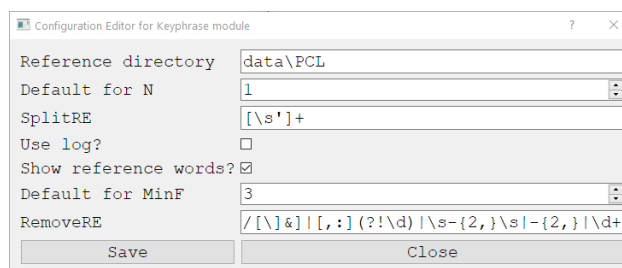 Configuration Editor for Keyphrase module ? ×
Reference directory data\PCL
Default for N 1
SplitRE [\s']+
Use log?
Show reference words?
Default for MinF 3
RemoveRE /[\]&]|[,:](?!\d)|\s-{2,}\s|-{2,}|\d+
Save Close